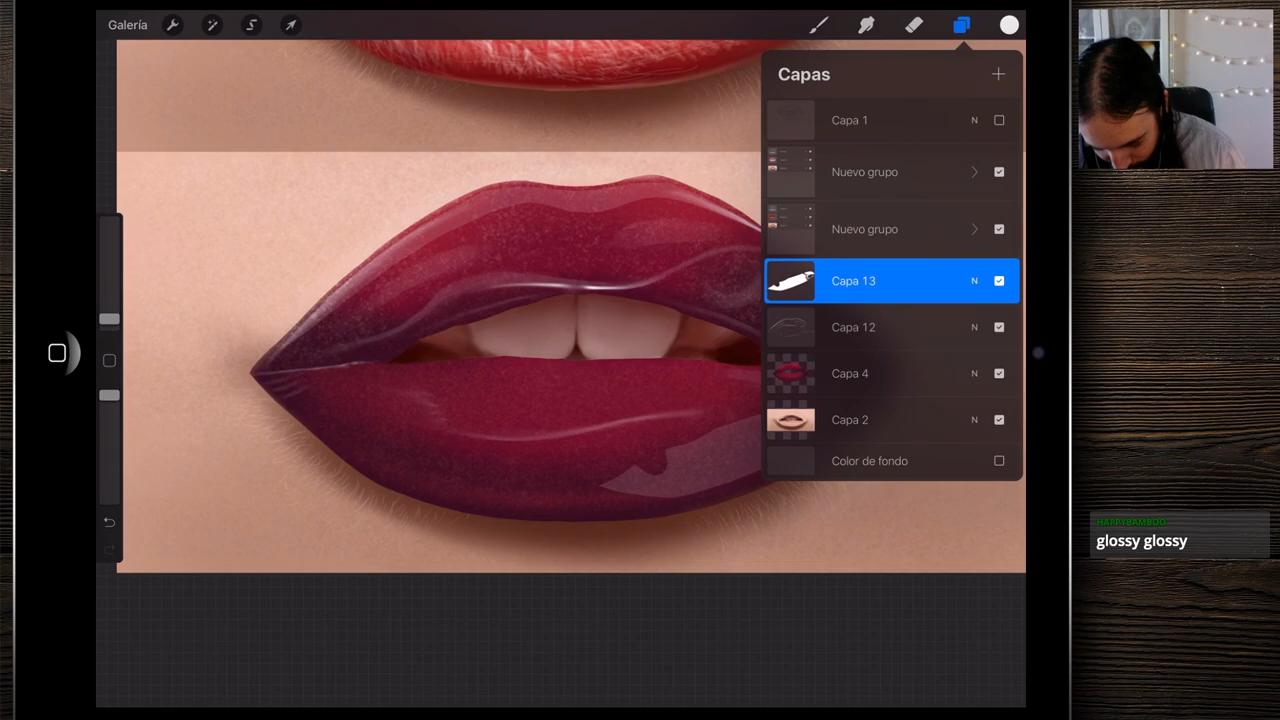 Galería
Capas
Capa 1
N
Nuevo grupo
Nuevo grupo
Capa 13
N
Capa 12
N
Capa 4
N
Capa 2
N
Color de fondo
HAPPYBAMBOO
glossy glossy